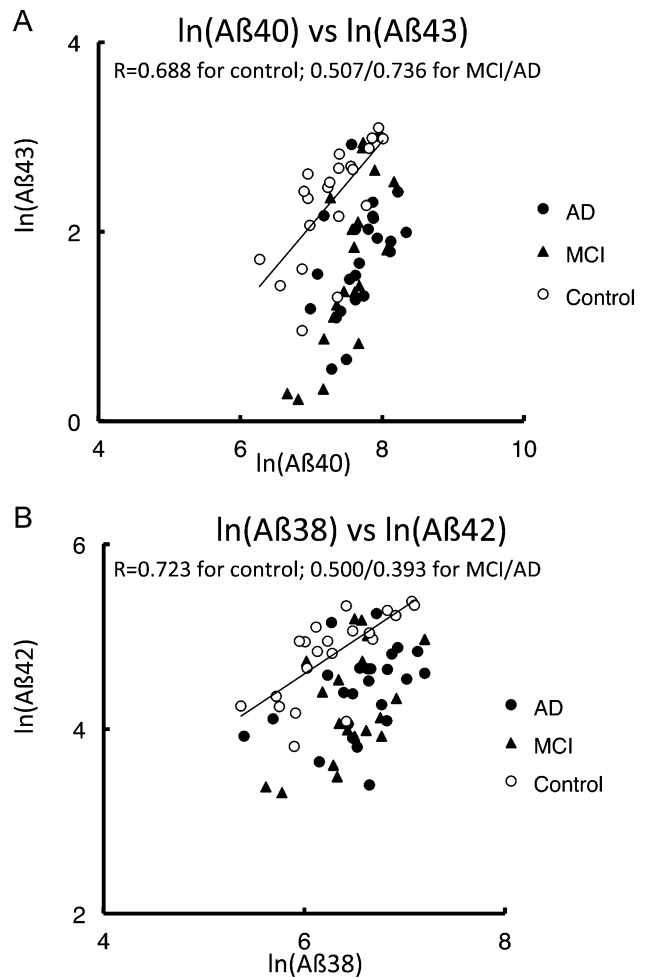 A
ln(Aß40) vs ln(Aß43)
R=0.688 for control; 0.507/0.736 for MCI/AD
4
2
0
ln(Aß43)
4 6 8 10
ln(Aß40)
AD
MCI
Control
B
ln(Aß38) vs ln(Aß42)
R=0.723 for control; 0.500/0.393 for MCI/AD
6
4
2
ln(Aß42)
4 6 8
ln(Aß38)
AD
MCI
Control